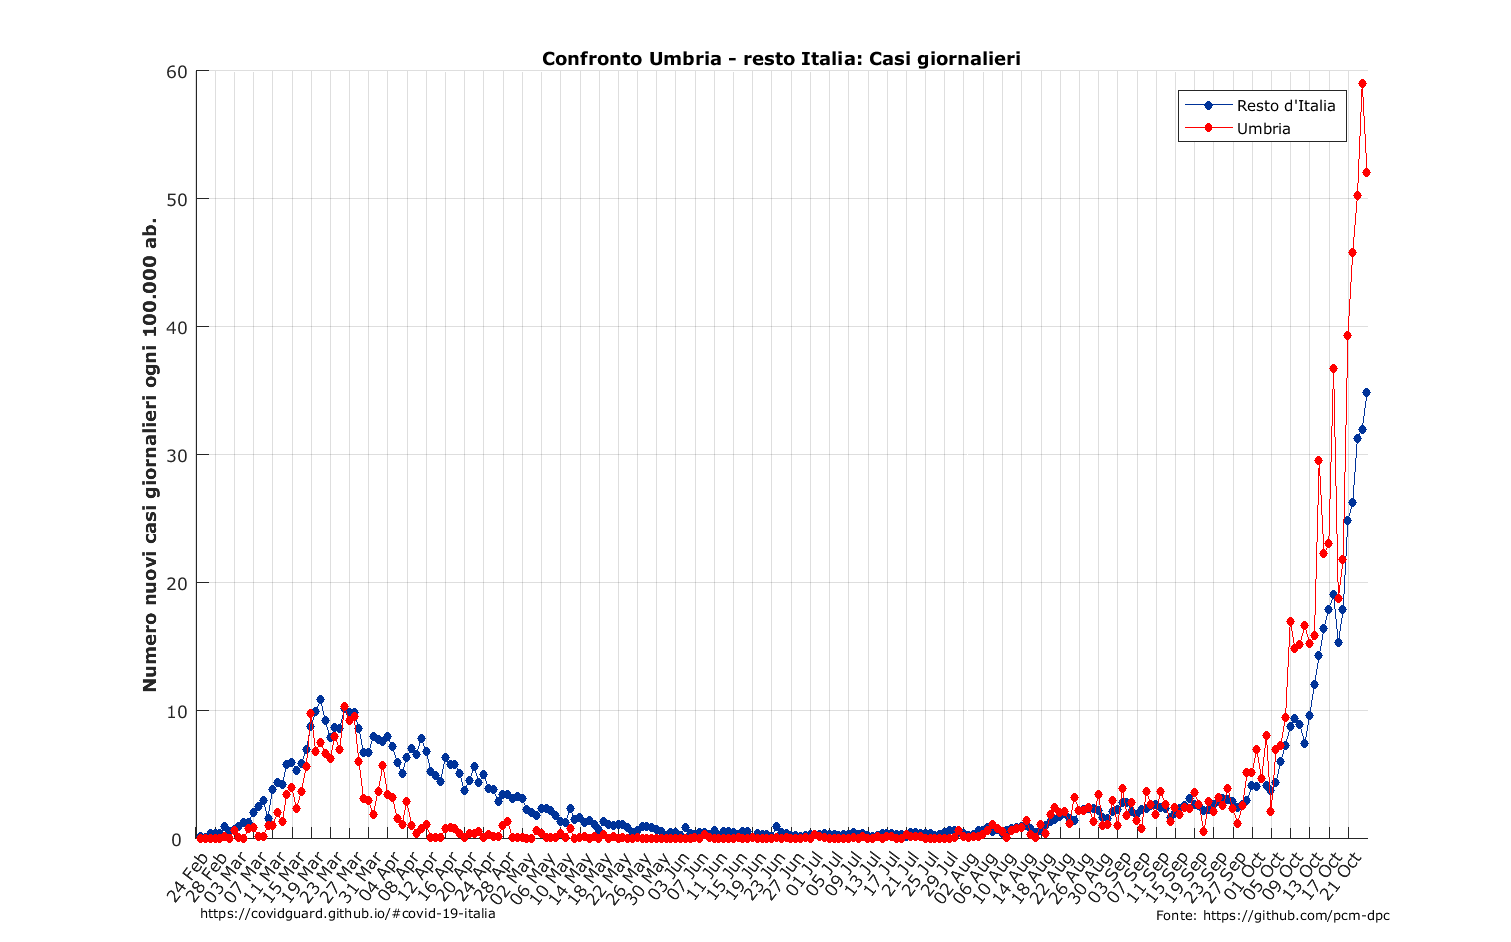 Confronto Umbria - resto Italia: Casi giornalieri
Resto d'Italia
Umbria
Numero nuovi casi giornalieri ogni 100.000 ab.
60
50
40
30
20
10
0
24 Feb
28 Feb
03 Mar
07 Mar
11 Mar
15 Mar
19 Mar
23 Mar
27 Mar
31 Mar
04 Apr
08 Apr
12 Apr
16 Apr
20 Apr
24 Apr
28 Apr
02 May
06 May
10 May
14 May
18 May
22 May
26 May
30 May
03 Jun
07 Jun
11 Jun
15 Jun
19 Jun
23 Jun
27 Jun
01 Jul
05 Jul
09 Jul
13 Jul
17 Jul
21 Jul
25 Jul
29 Jul
02 Aug
06 Aug
10 Aug
14 Aug
18 Aug
22 Aug
26 Aug
30 Aug
03 Sep
07 Sep
11 Sep
15 Sep
19 Sep
23 Sep
27 Sep
01 Oct
05 Oct
09 Oct
13 Oct
17 Oct
21 Oct
https://covidguard.github.io/#covid-19-italia
Fonte: https://github.com/pcm-dpc